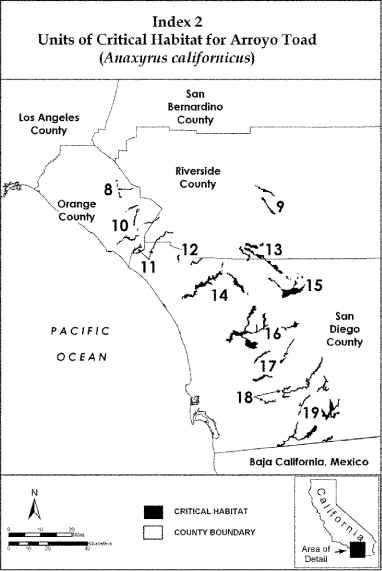 Index 2
Units of Critical Habitat for Arroyo Toad
(Anaxyrus californicus)
San
Bernardino
County
Los Angeles
County
Riverside
County
8
9
Orange
County
10
11
12
13
14
15
San
Diego
County
16
PACIFIC
OCEAN
17
18
19
Baja California, Mexico
N
0 10 20
Miles
Kilometers
0 20 40
CRITICAL HABITAT
COUNTY BOUNDARY
California
Area of
Detail